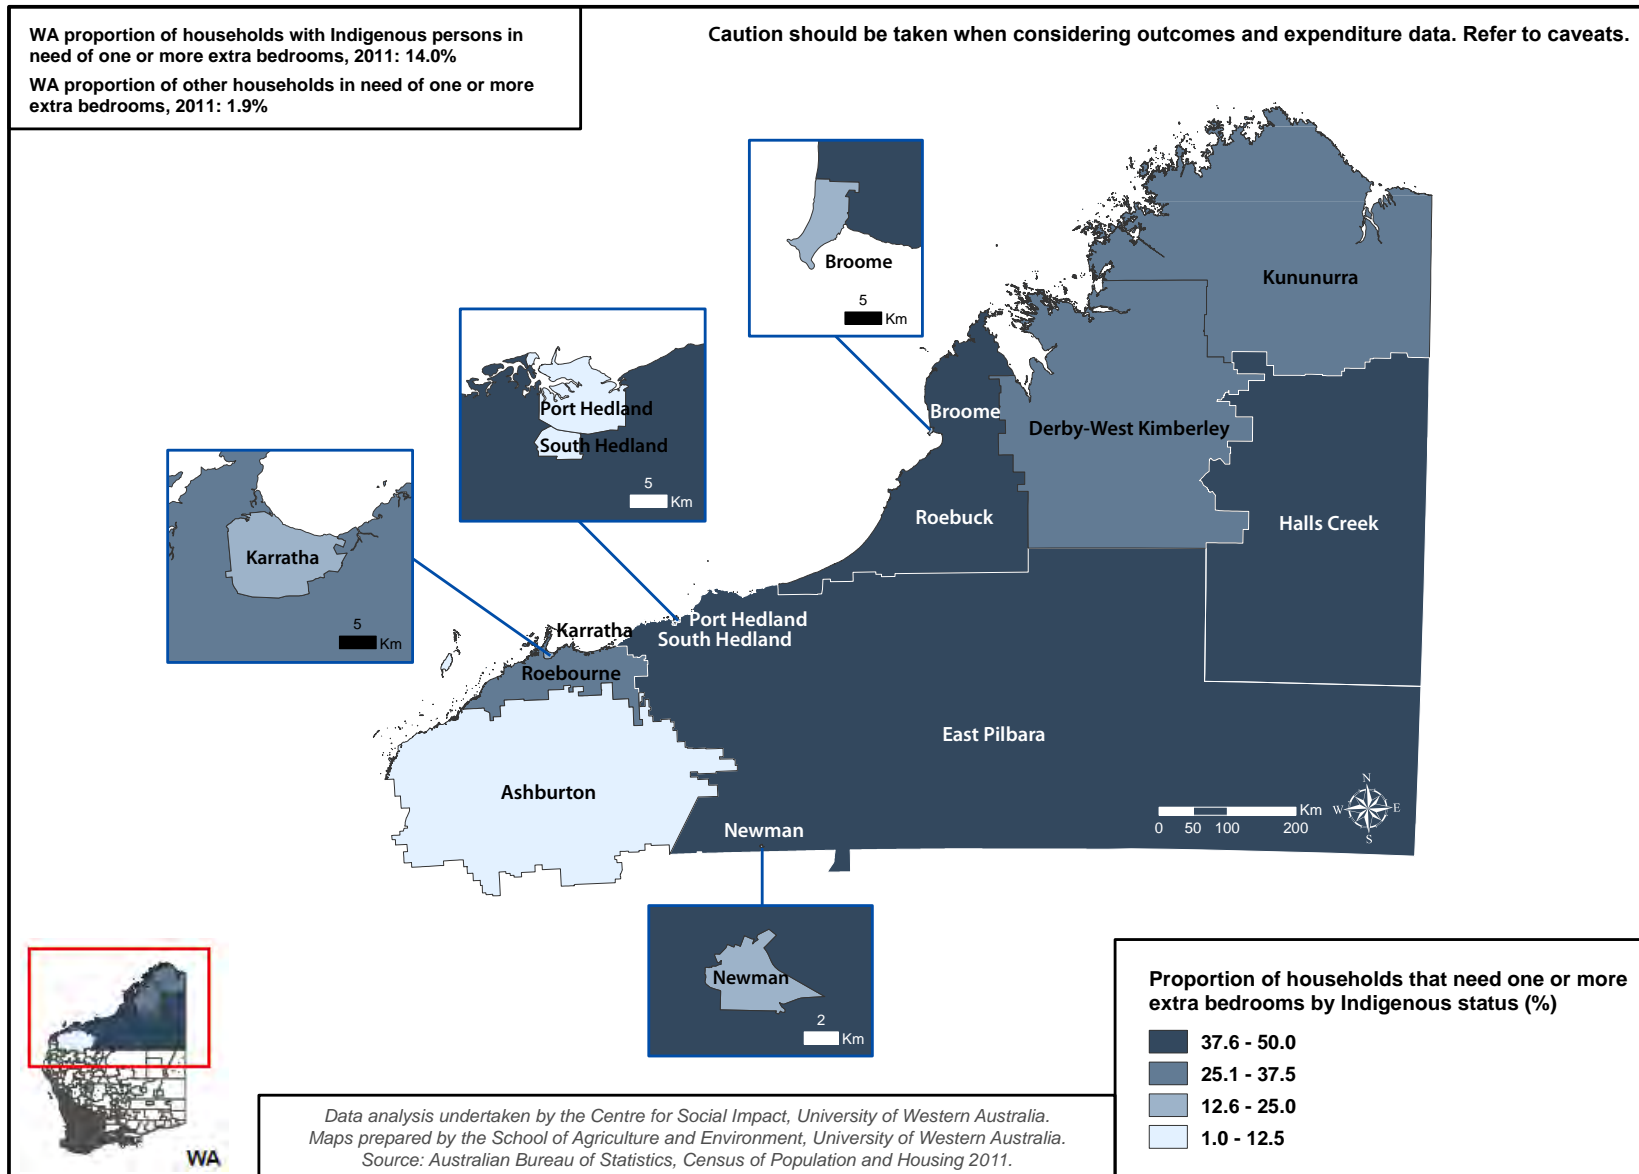 WA proportion of households with Indigenous persons in
need of one or more extra bedrooms, 2011: 14.0%
WA proportion of other households in need of one or more
extra bedrooms, 2011: 1.9%
Caution should be taken when considering outcomes and expenditure data. Refer to caveats.
Broome
5
Km
Kununurra
Port Hedland
South Hedland
5
Km
Broome
Derby-West Kimberley
Karratha
5
Km
Roebuck
Halls Creek
Port Hedland
South Hedland
Karratha
Roebourne
East Pilbara
Ashburton
Newman
Km
0 50 100 200
N
W E
S
Newman
2
Km
WA
Proportion of households that need one or more
extra bedrooms by Indigenous status (%)
37.6 - 50.0
25.1 - 37.5
12.6 - 25.0
1.0 - 12.5
Data analysis undertaken by the Centre for Social Impact, University of Western Australia.
Maps prepared by the School of Agriculture and Environment, University of Western Australia.
Source: Australian Bureau of Statistics, Census of Population and Housing 2011.